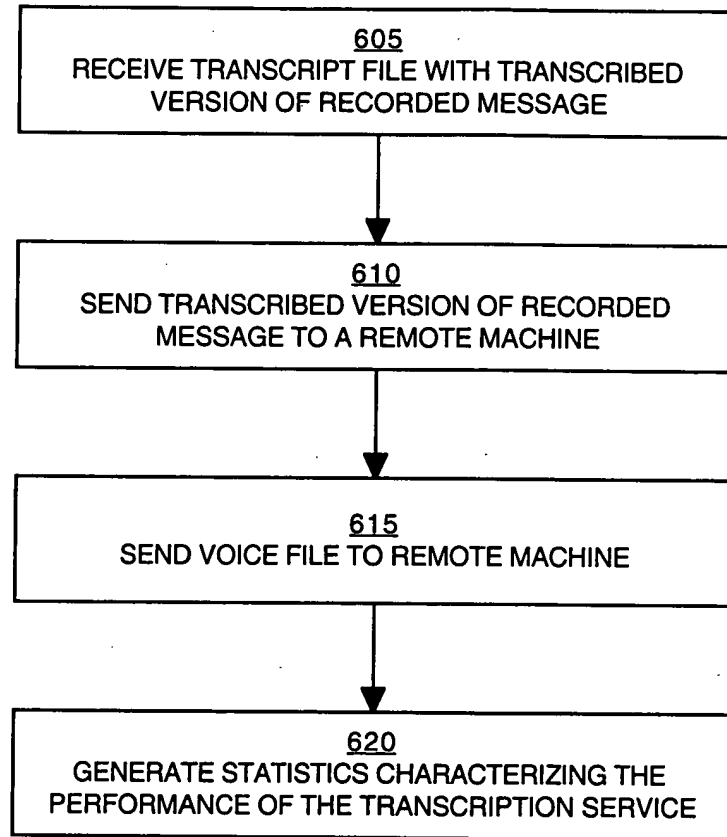 605
RECEIVE TRANSCRIPT FILE WITH TRANSCRIBED
VERSION OF RECORDED MESSAGE
610
SEND TRANSCRIBED VERSION OF RECORDED
MESSAGE TO A REMOTE MACHINE
615
SEND VOICE FILE TO REMOTE MACHINE
620
GENERATE STATISTICS CHARACTERIZING THE
PERFORMANCE OF THE TRANSCRIPTION SERVICE